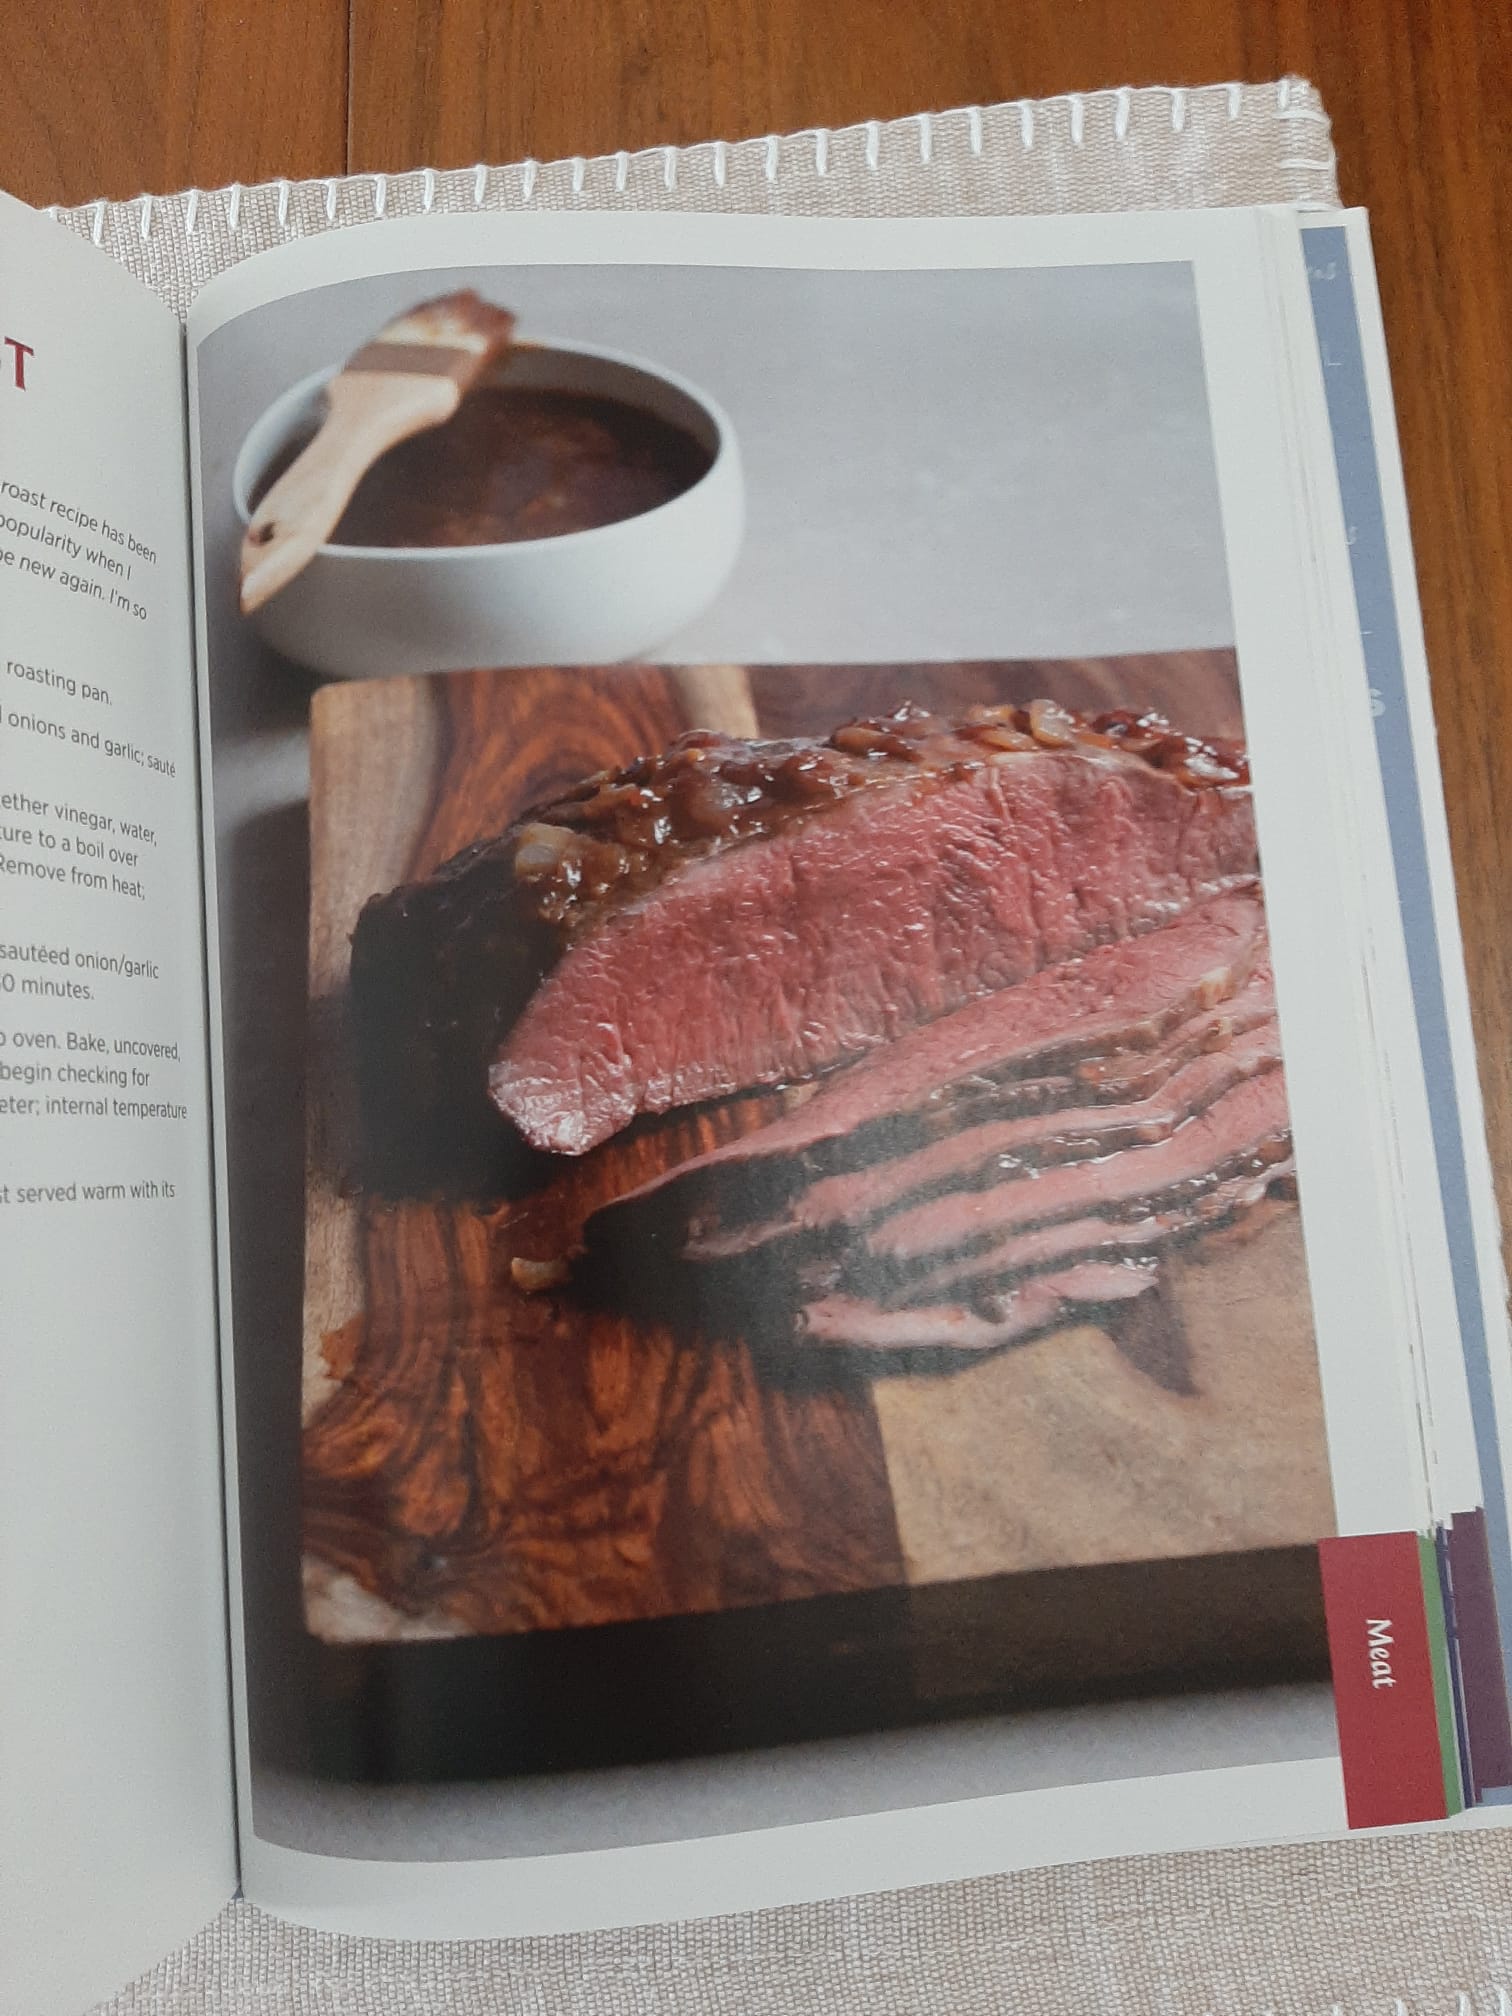 T
roast recipe has been
popularity when I
be new again. I'm so
roasting pan.
onions and garlic; sauté
ether vinegar, water,
ture to a boil over
Remove from heat;
sautéed onion/garlic
0 minutes.
oven. Bake, uncovered,
begin checking for
eter; internal temperature
st served warm with its
Meat